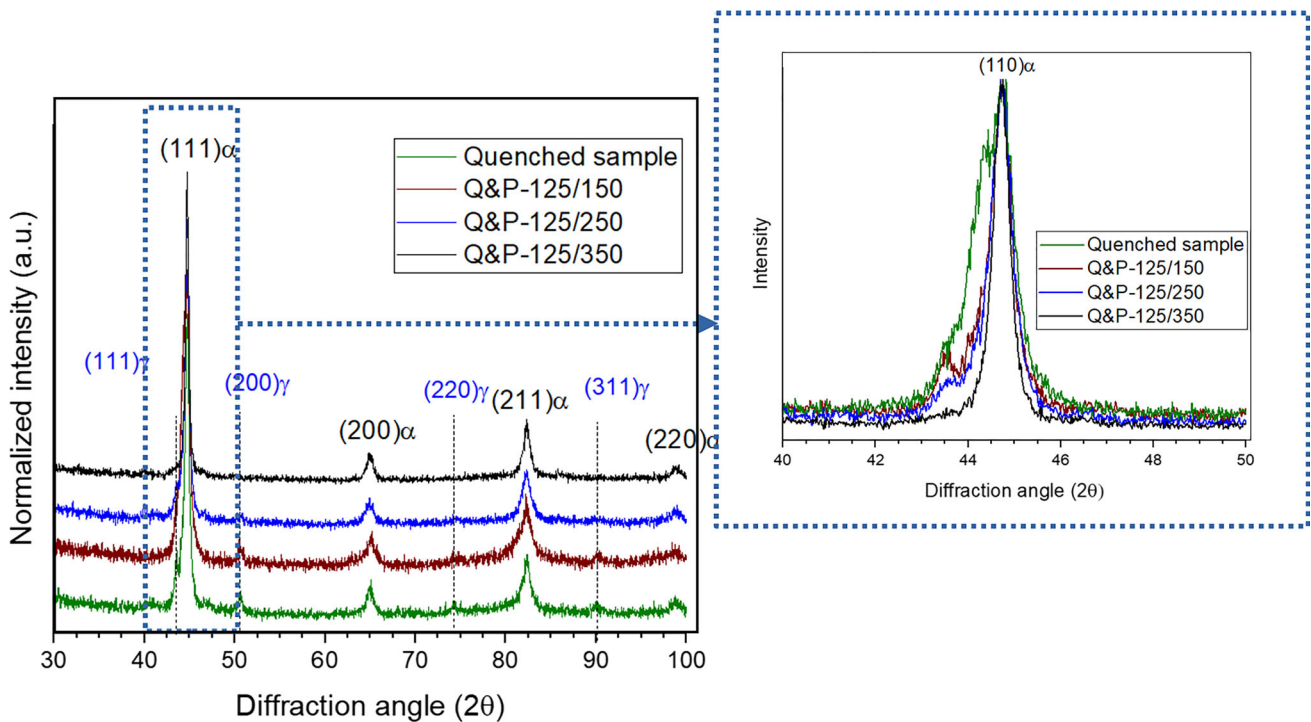 (111)α
Quenched sample
Q&P-125/150
Q&P-125/250
Q&P-125/350
(111)γ
(200)γ
(220)γ
(211)α
(311)γ
(200)α
(220)α
Normalized intensity (a.u.)
30 40 50 60 70 80 90 100
Diffraction angle (2θ)
(110)α
Quenched sample
Q&P-125/150
Q&P-125/250
Q&P-125/350
Intensity
40 42 44 46 48 50
Diffraction angle (2θ)